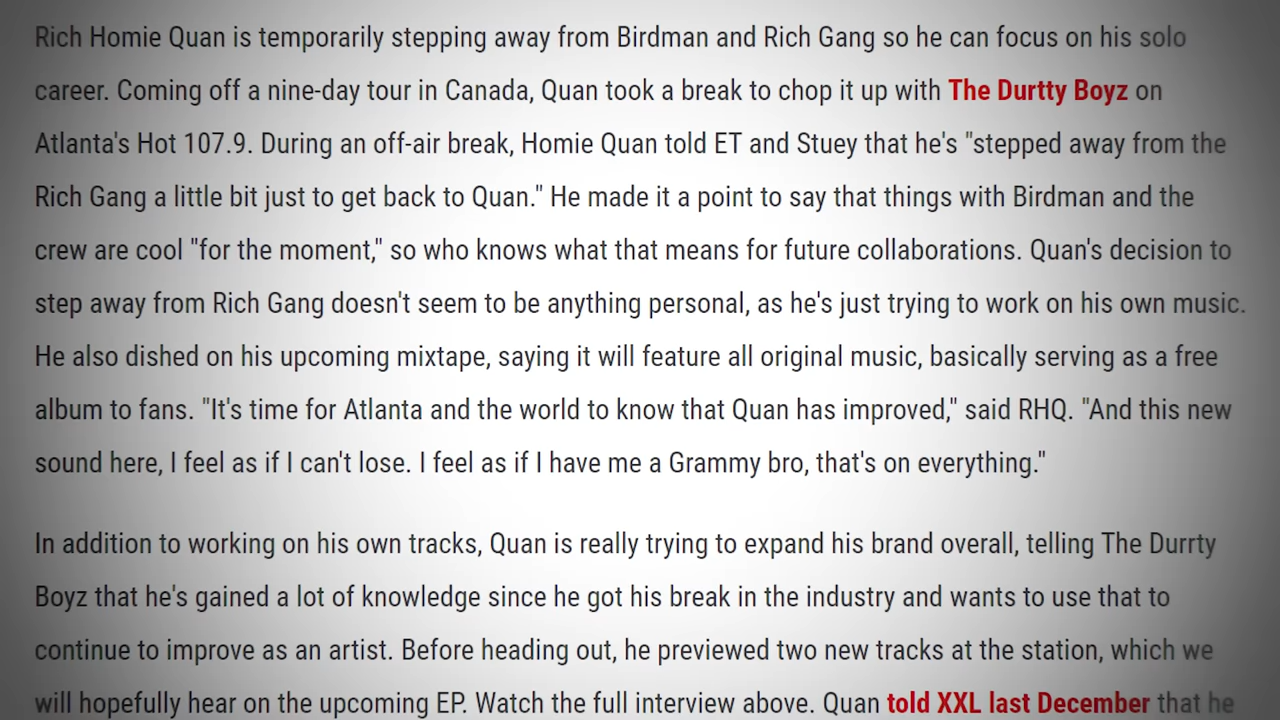 Rich Homie Quan is temporarily stepping away from Birdman and Rich Gang so he can focus on his solo
career. Coming off a nine-day tour in Canada, Quan took a break to chop it up with The Durtty Boyz on
Atlanta's Hot 107.9. During an off-air break, Homie Quan told ET and Stuey that he's "stepped away from the
Rich Gang a little bit just to get back to Quan." He made it a point to say that things with Birdman and the
crew are cool "for the moment," so who knows what that means for future collaborations. Quan's decision to
step away from Rich Gang doesn't seem to be anything personal, as he's just trying to work on his own music.
He also dished on his upcoming mixtape, saying it will feature all original music, basically serving as a free
album to fans. "It's time for Atlanta and the world to know that Quan has improved," said RHQ. "And this new
sound here, I feel as if I can't lose. I feel as if I have me a Grammy bro, that's on everything."
In addition to working on his own tracks, Quan is really trying to expand his brand overall, telling The Durrty
Boyz that he's gained a lot of knowledge since he got his break in the industry and wants to use that to
continue to improve as an artist. Before heading out, he previewed two new tracks at the station, which we
will hopefully hear on the upcoming EP. Watch the full interview above. Quan told XXL last December that he